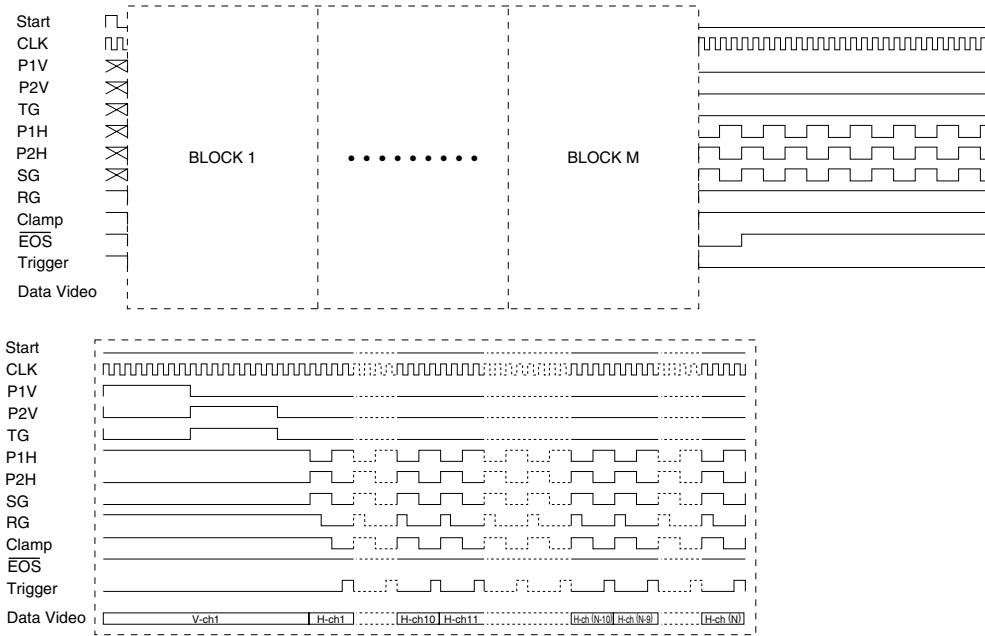 Start
CLK
P1V
P2V
TG
P1H
P2H
SG
RG
Clamp
EOS
Trigger
Data Video
BLOCK 1
BLOCK M
Start
CLK
P1V
P2V
TG
P1H
P2H
SG
RG
Clamp
EOS
Trigger
Data Video
V-ch1 H-ch1 H-ch10 H-ch11 H-ch (N-10) H-ch (N-9) H-ch (N)